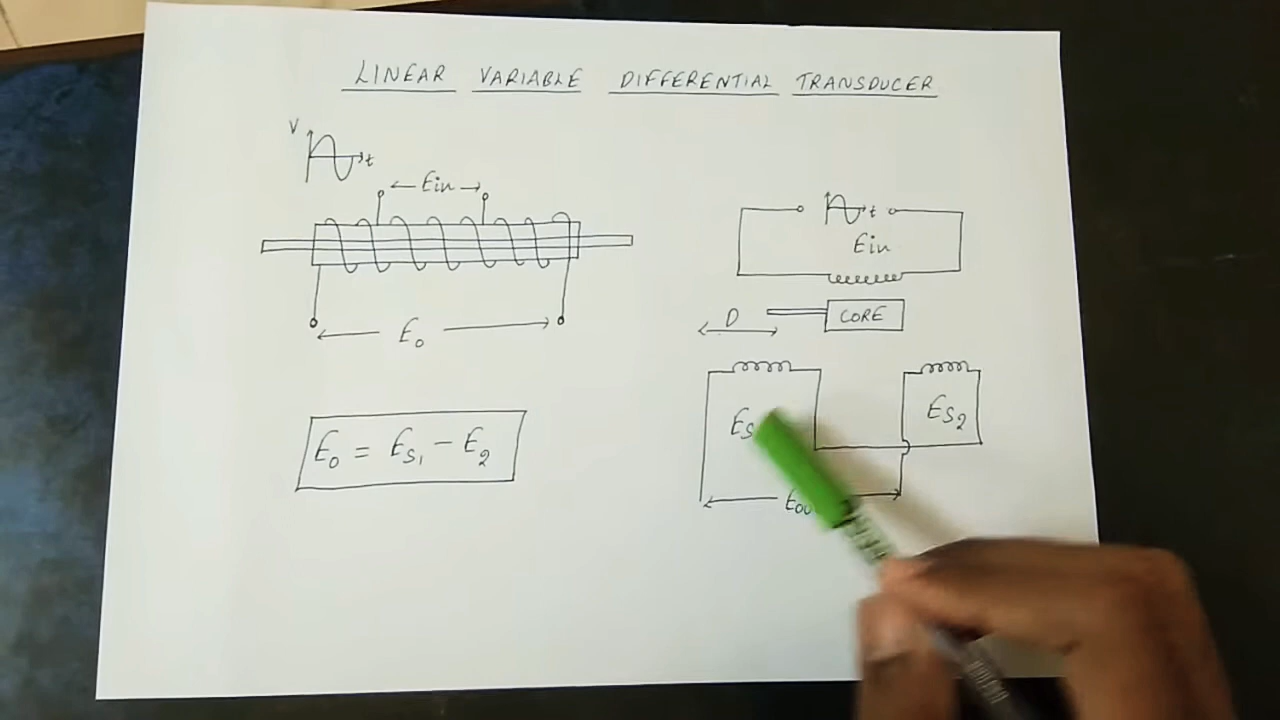 LINEAR VARIABLE DIFFERENTIAL TRANSDUCER
V
t
Ein
E₀
E₀ = Es₁ - E₂
t
Ein
D
CORE
Es₂